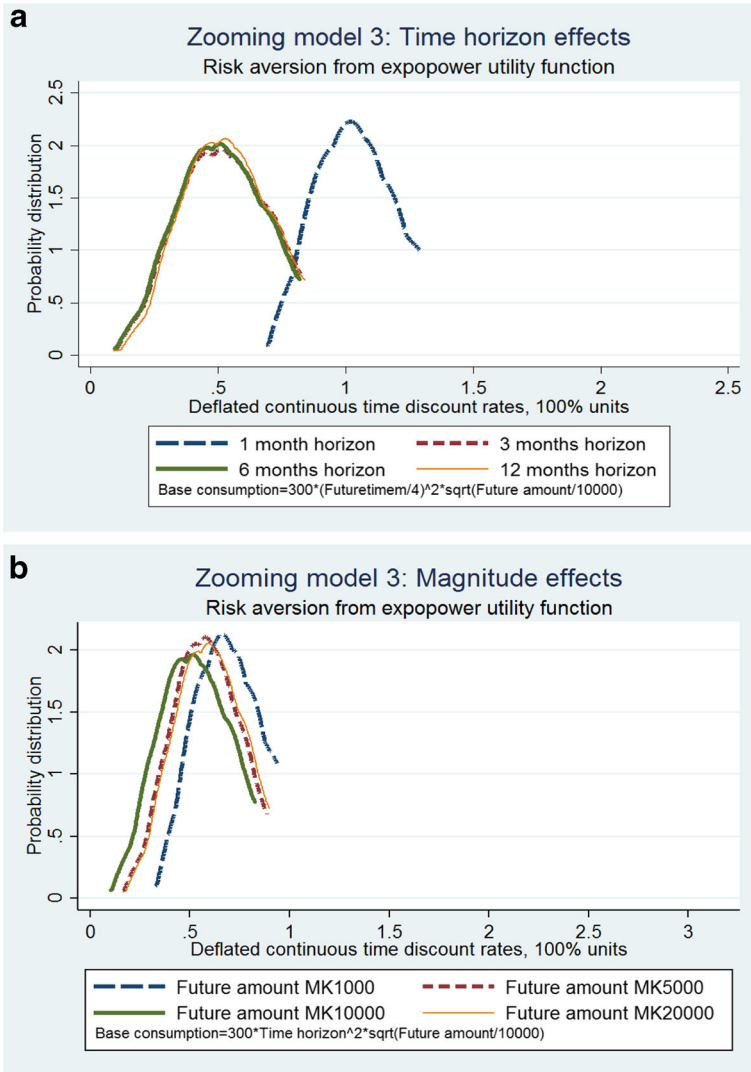 a
Zooming model 3: Time horizon effects
Risk aversion from expopower utility function
Probability distribution
2.5
2
1.5
1
.5
0
0 .5 1 1.5 2 2.5
Deflated continuous time discount rates, 100% units
1 month horizon 3 months horizon
6 months horizon 12 months horizon
Base consumption=300*(Futuretimem/4)^2*sqrt(Future amount/10000)
b
Zooming model 3: Magnitude effects
Risk aversion from expopower utility function
Probability distribution
2
1.5
1
.5
0
0 .5 1 1.5 2 2.5 3
Deflated continuous time discount rates, 100% units
Future amount MK1000 Future amount MK5000
Future amount MK10000 Future amount MK20000
Base consumption=300*Time horizon^2*sqrt(Future amount/10000)